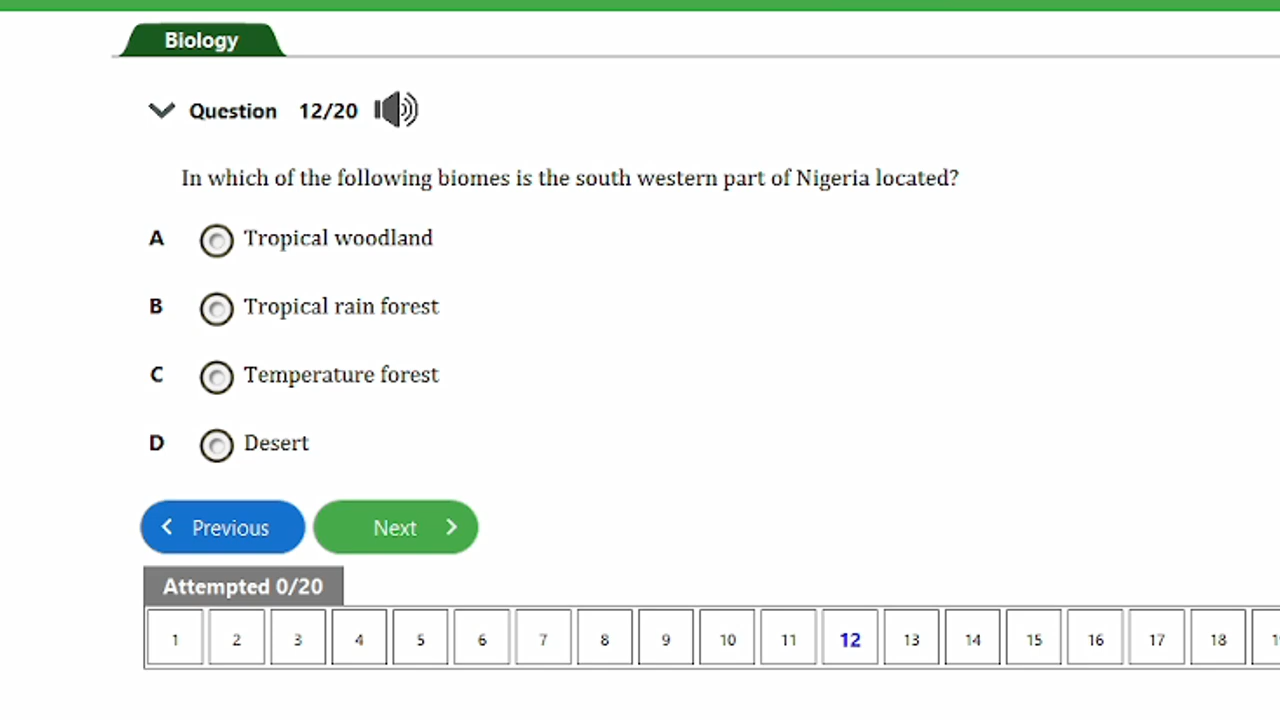 Biology
Question 12/20
In which of the following biomes is the south western part of Nigeria located?
A Tropical woodland
B Tropical rain forest
C Temperature forest
D Desert
Previous Next
Attempted 0/20
1 2 3 4 5 6 7 8 9 10 11 12 13 14 15 16 17 18